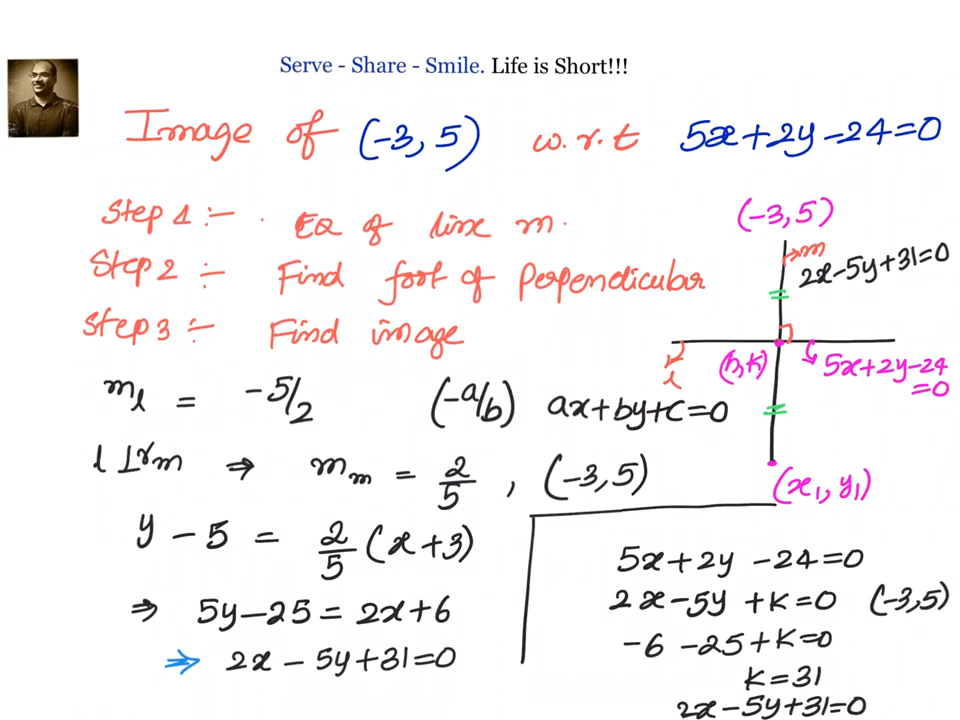 Serve - Share - Smile. Life is Short!!!
Image of (-3, 5) w.r.t 5x+2y-24=0
Step 1 :- . EQ of line m.
Step 2 :- Find foot of Perpendicular
Step 3 :- Find image
(-3, 5)
m
2x-5y+31=0
(h, k)
l
5x+2y-24
=0
(x₁, y₁)
m_l = -5/2 (-a/b) ax+by+c=0
l ⊥ʳ m ⇒ m_m = 2/5 , (-3, 5)
y - 5 = 2/5 (x+3)
⇒ 5y-25 = 2x+6
⇒ 2x - 5y+31=0
5x+2y -24=0
2x-5y +k=0 (-3,5)
-6 -25+k=0
k=31
2x-5y+31=0